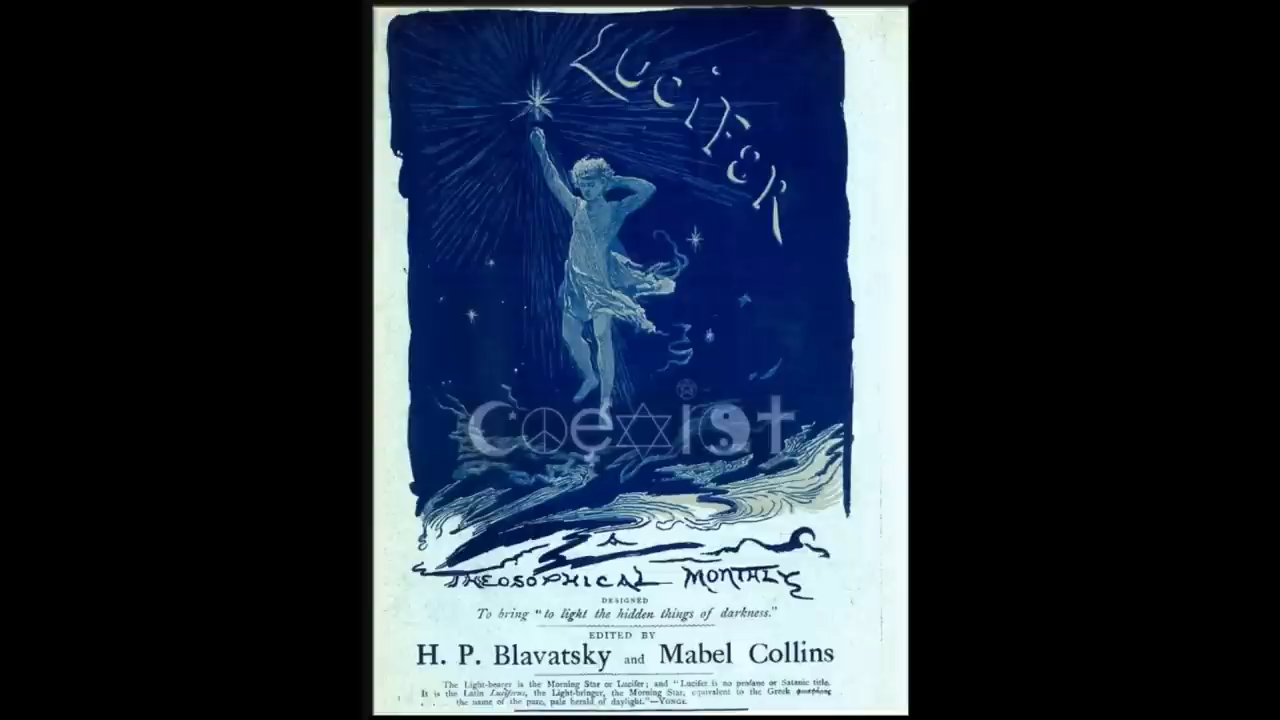 LUCIFER
COEXIST
A
THEOSOPHICAL MONTHLY
DESIGNED
To bring "to light the hidden things of darkness."
EDITED BY
H. P. Blavatsky and Mabel Collins
The Light-bearer is the Morning Star or Lucifer; and "Lucifer is no profane or Satanic title.
It is the Latin Luciferus, the Light-bringer, the Morning Star, equivalent to the Greek
the name of the pure, pale herald of daylight."—YONGE.